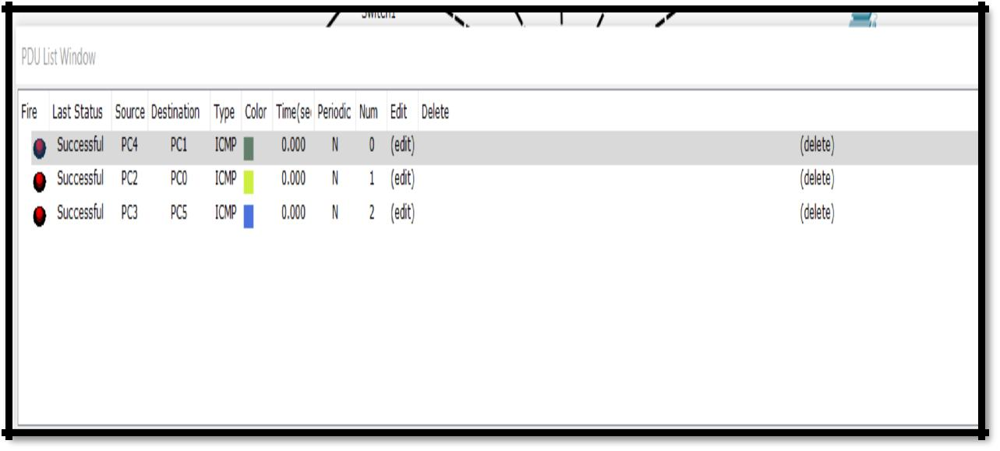 Switch1
PDU List Window
Fire Last Status Source Destination Type Color Time(se Periodic Num Edit Delete
Successful PC4 PC1 ICMP 0.000 N 0 (edit) (delete)
Successful PC2 PC0 ICMP 0.000 N 1 (edit) (delete)
Successful PC3 PC5 ICMP 0.000 N 2 (edit) (delete)